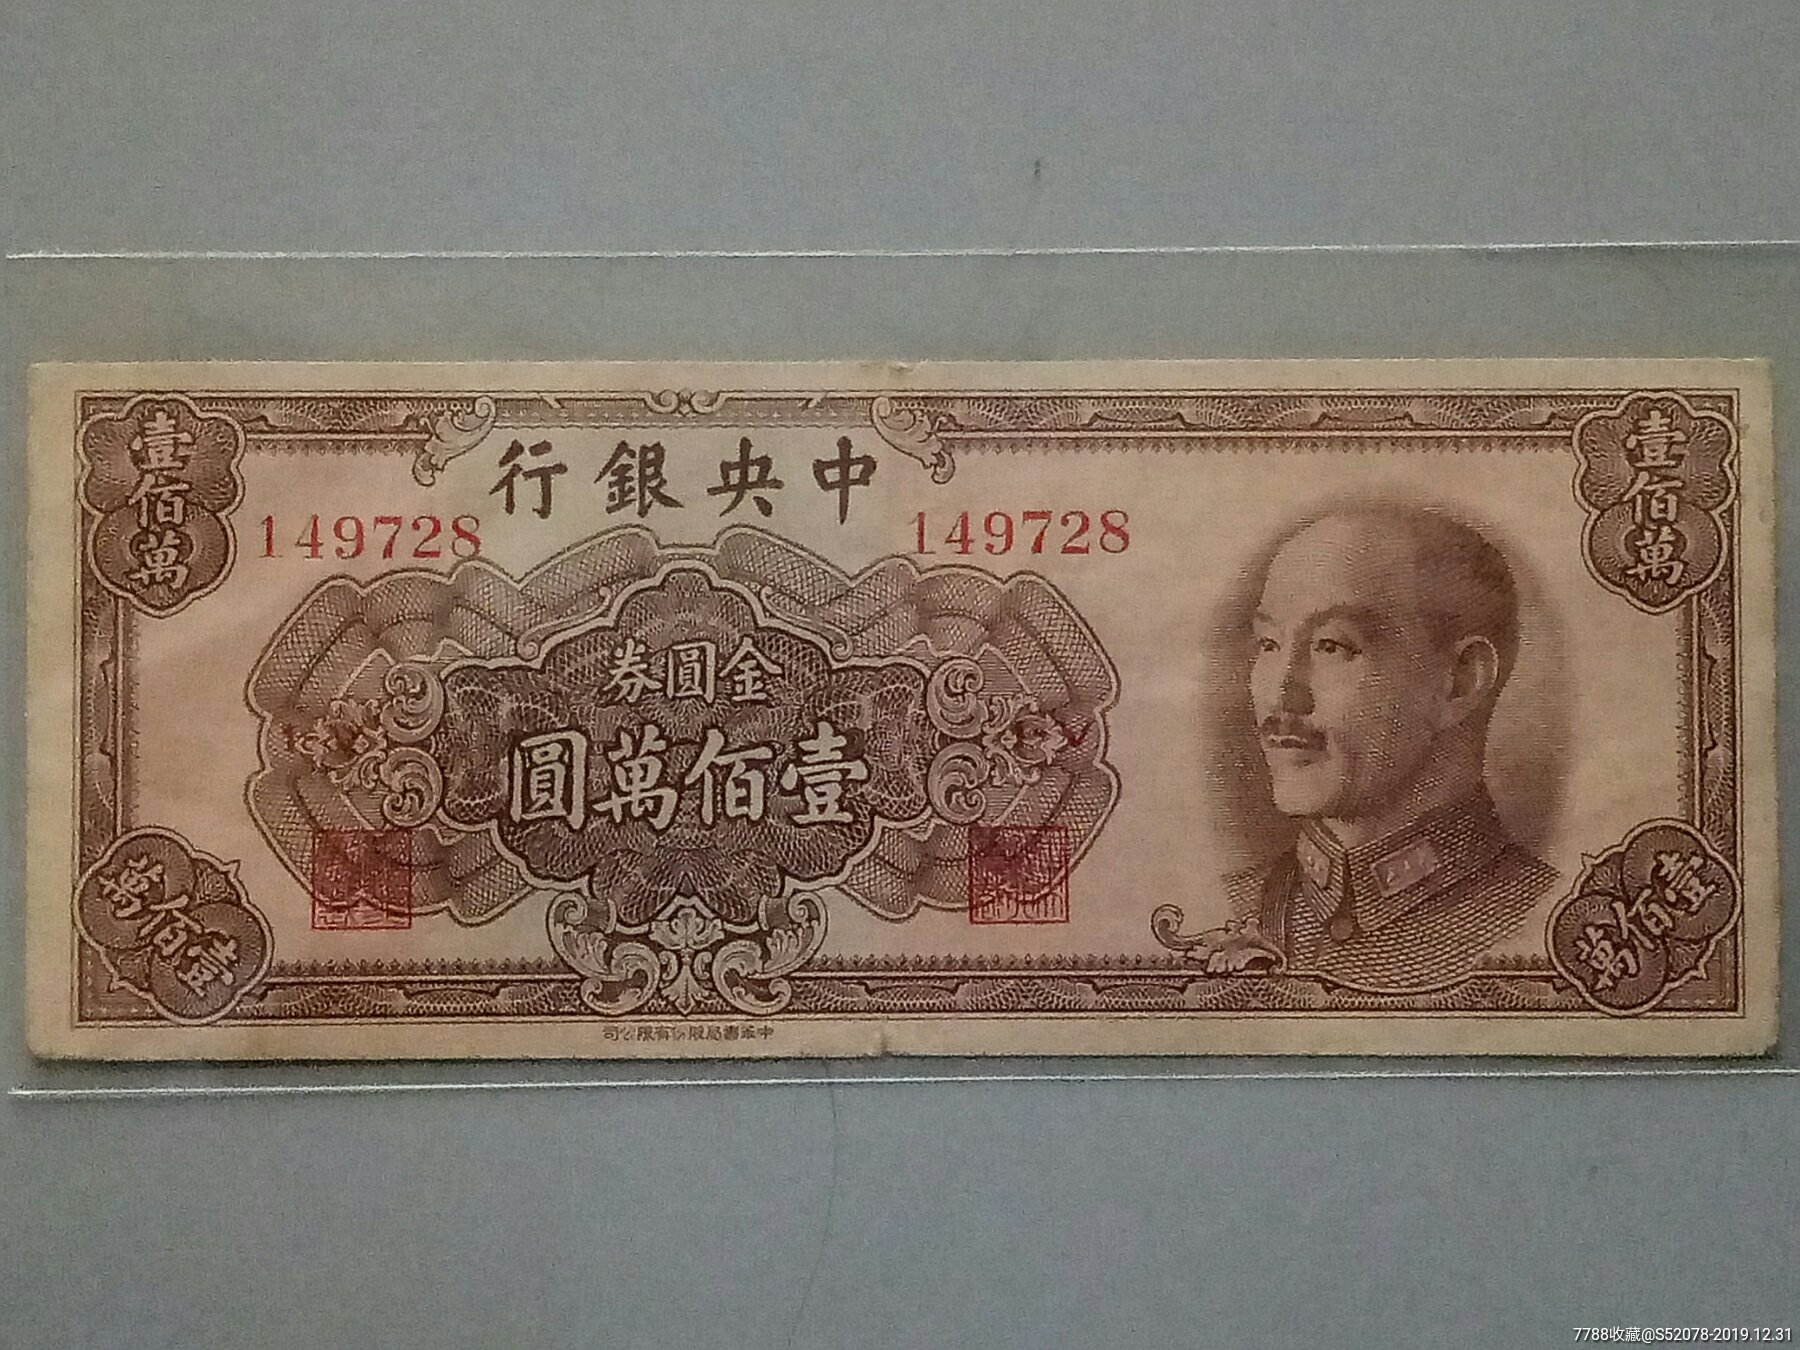 中央銀行
壹佰萬
壹佰萬
149728
149728
金圓券
壹佰萬圓
壹佰萬
壹佰萬
中華書局股份有限公司
7788收藏@S52078-2019.12.31